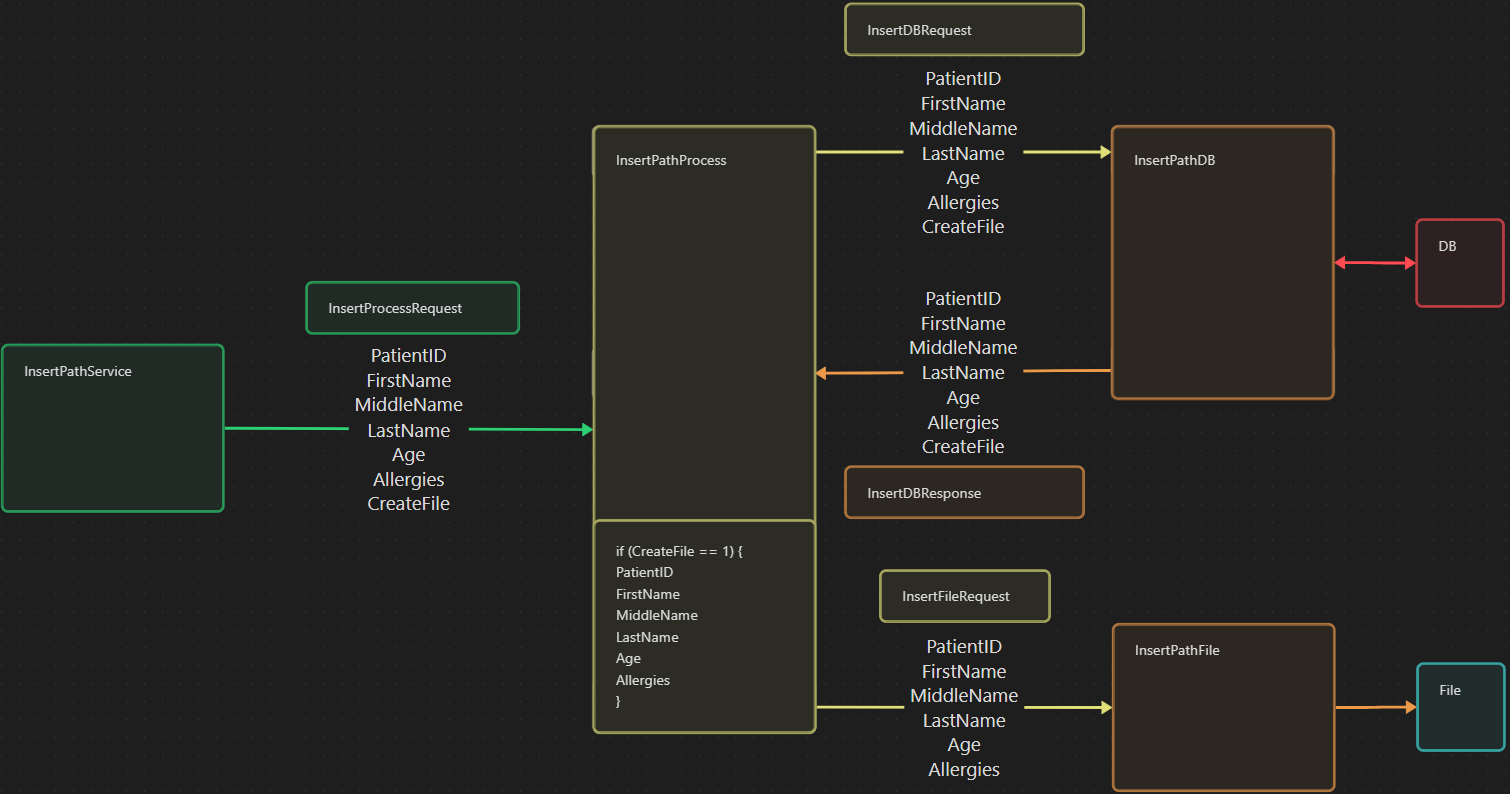 InsertPathService
InsertProcessRequest
PatientID
FirstName
MiddleName
LastName
Age
Allergies
CreateFile
InsertPathProcess
if (CreateFile == 1) {
PatientID
FirstName
MiddleName
LastName
Age
Allergies
}
InsertDBRequest
PatientID
FirstName
MiddleName
LastName
Age
Allergies
CreateFile
PatientID
FirstName
MiddleName
LastName
Age
Allergies
CreateFile
InsertDBResponse
InsertFileRequest
PatientID
FirstName
MiddleName
LastName
Age
Allergies
InsertPathDB
DB
InsertPathFile
File